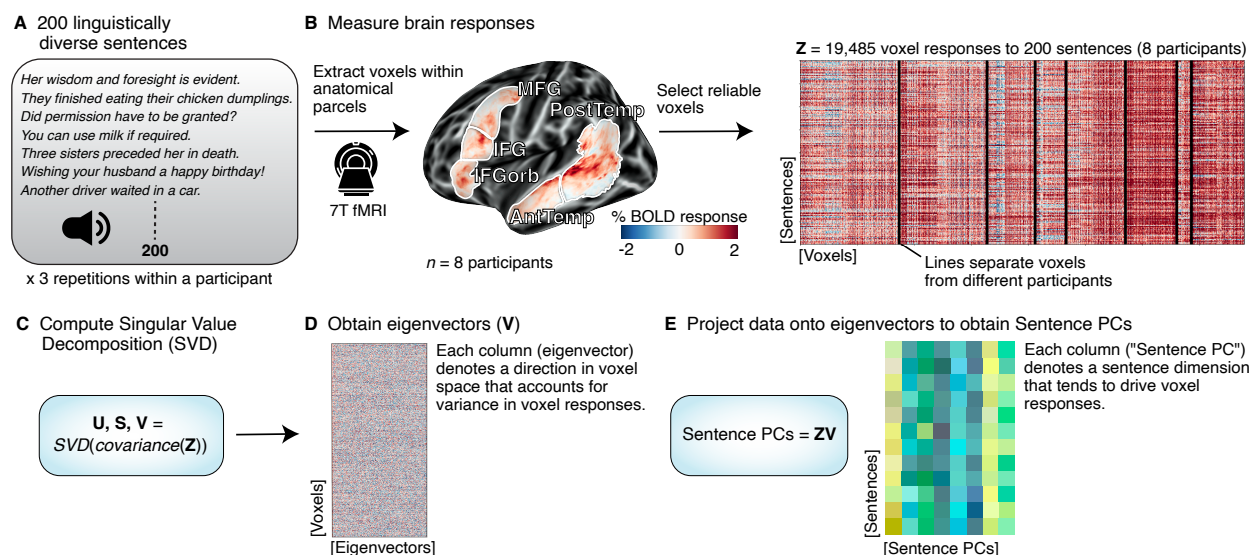 A 200 linguistically
diverse sentences
Her wisdom and foresight is evident.
They finished eating their chicken dumplings.
Did permission have to be granted?
You can use milk if required.
Three sisters preceded her in death.
Wishing your husband a happy birthday!
Another driver waited in a car.
200
x 3 repetitions within a participant
B Measure brain responses
Extract voxels within
anatomical
parcels
7T fMRI
MFG
PostTemp
IFG
IFGorb
AntTemp
% BOLD response
-2 0 2
n = 8 participants
Select reliable
voxels
Z = 19,485 voxel responses to 200 sentences (8 participants)
[Sentences]
[Voxels]
Lines separate voxels
from different participants
C Compute Singular Value
Decomposition (SVD)
U, S, V =
SVD(covariance(Z))
D Obtain eigenvectors (V)
[Voxels]
[Eigenvectors]
Each column (eigenvector)
denotes a direction in voxel
space that accounts for
variance in voxel responses.
E Project data onto eigenvectors to obtain Sentence PCs
Sentence PCs = ZV
[Sentences]
[Sentence PCs]
Each column ("Sentence PC")
denotes a sentence dimension
that tends to drive voxel
responses.